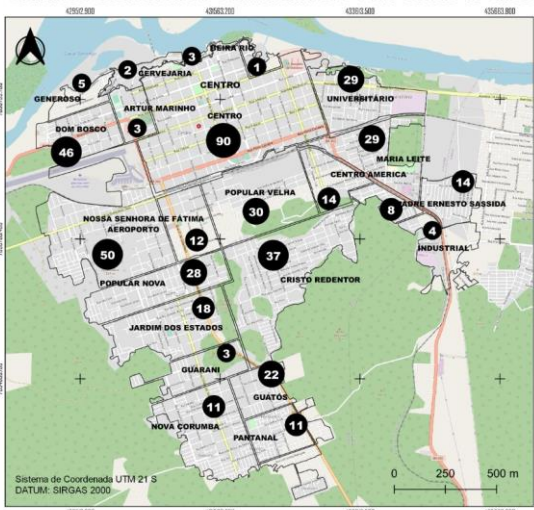 BEIRA RIO
3
2
CERVEJARIA
1
5
GENEROSO
CENTRO
29
UNIVERSITÁRIO
ARTUR MARINHO
CENTRO
DOM BOSCO
3
46
90
29
MARIA LEITE
CENTRO AMERICA
14
POPULAR VELHA
30
14
8
PADRE ERNESTO SASSIDA
NOSSA SENHORA DE FÁTIMA
AEROPORTO
12
4
INDUSTRIAL
50
37
28
POPULAR NOVA
CRISTO REDENTOR
18
JARDIM DOS ESTADOS
3
GUARANI
22
GUATÓS
11
NOVA CORUMBA
11
PANTANAL
Sistema de Coordenada UTM 21 S
DATUM: SIRGAS 2000
0 250 500 m